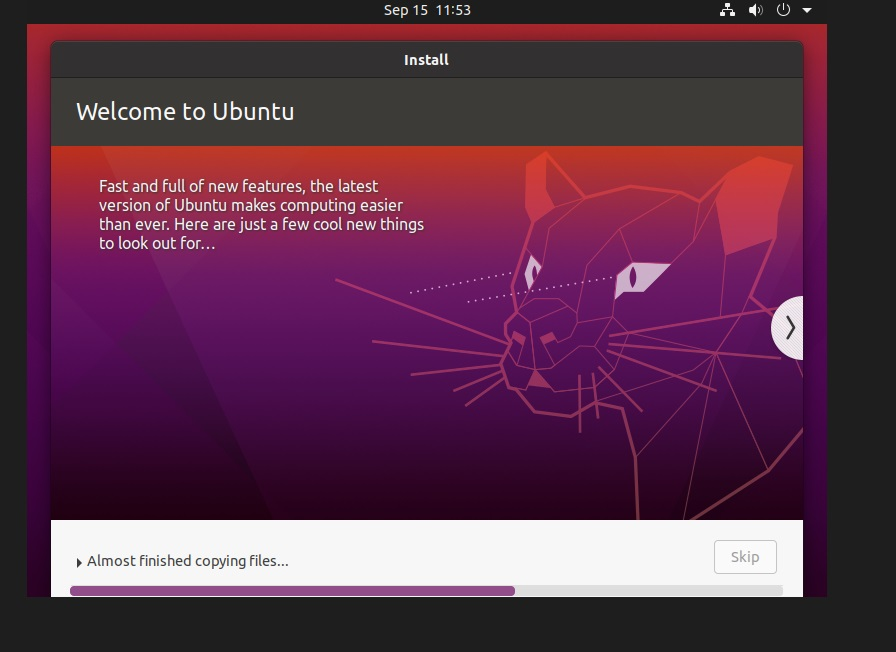 Sep 15 11:53
Install
Welcome to Ubuntu
Fast and full of new features, the latest
version of Ubuntu makes computing easier
than ever. Here are just a few cool new things
to look out for…
Almost finished copying files...
Skip